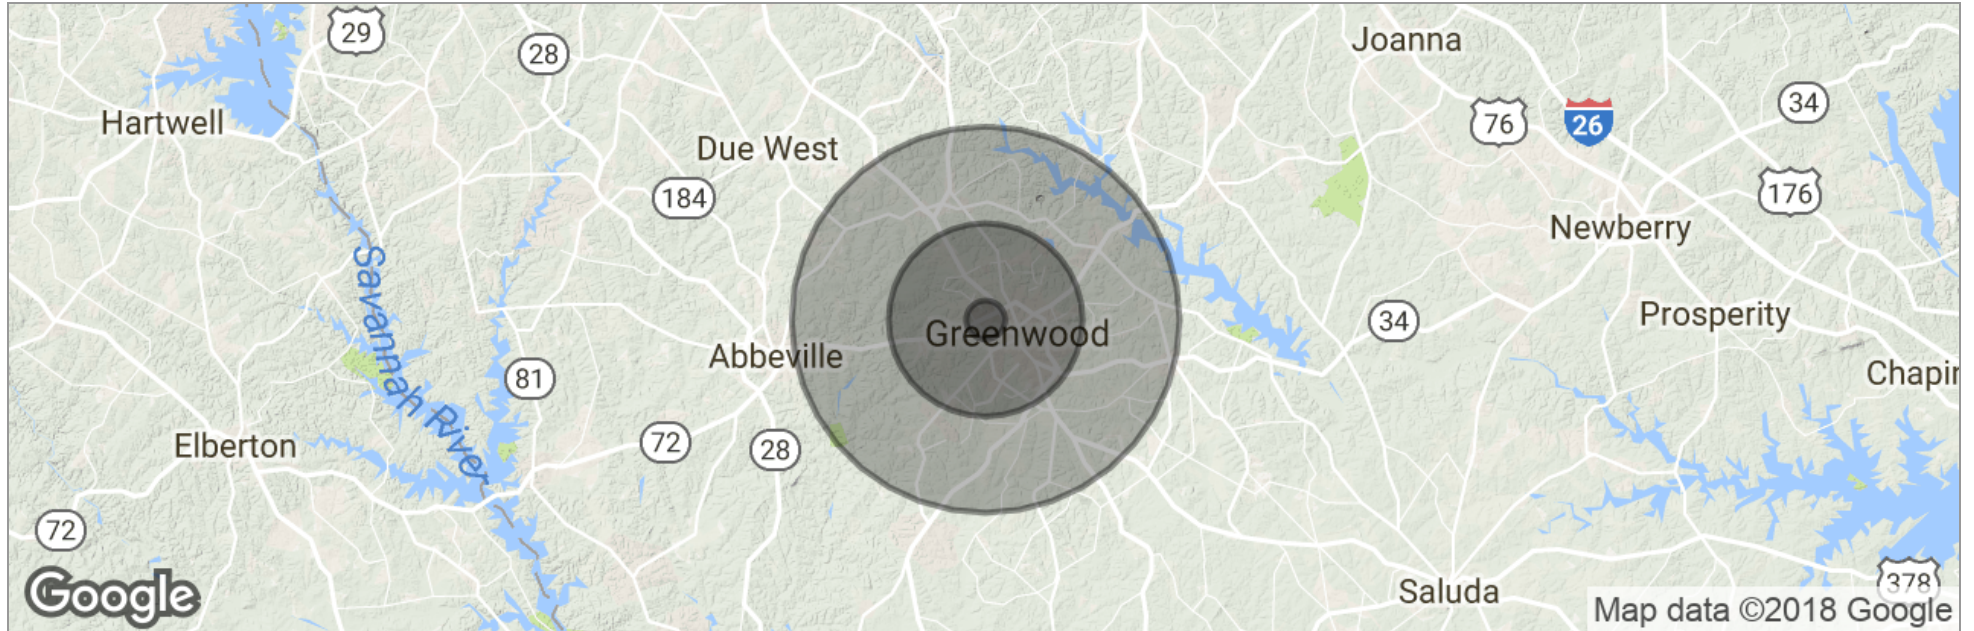 29
28
Joanna
Hartwell
76
26
34
Due West
184
176
Newberry
Savannah River
Greenwood
34
Prosperity
Abbeville
81
Chapin
Elberton
72
28
72
Google
Saluda
378
Map data ©2018 Google